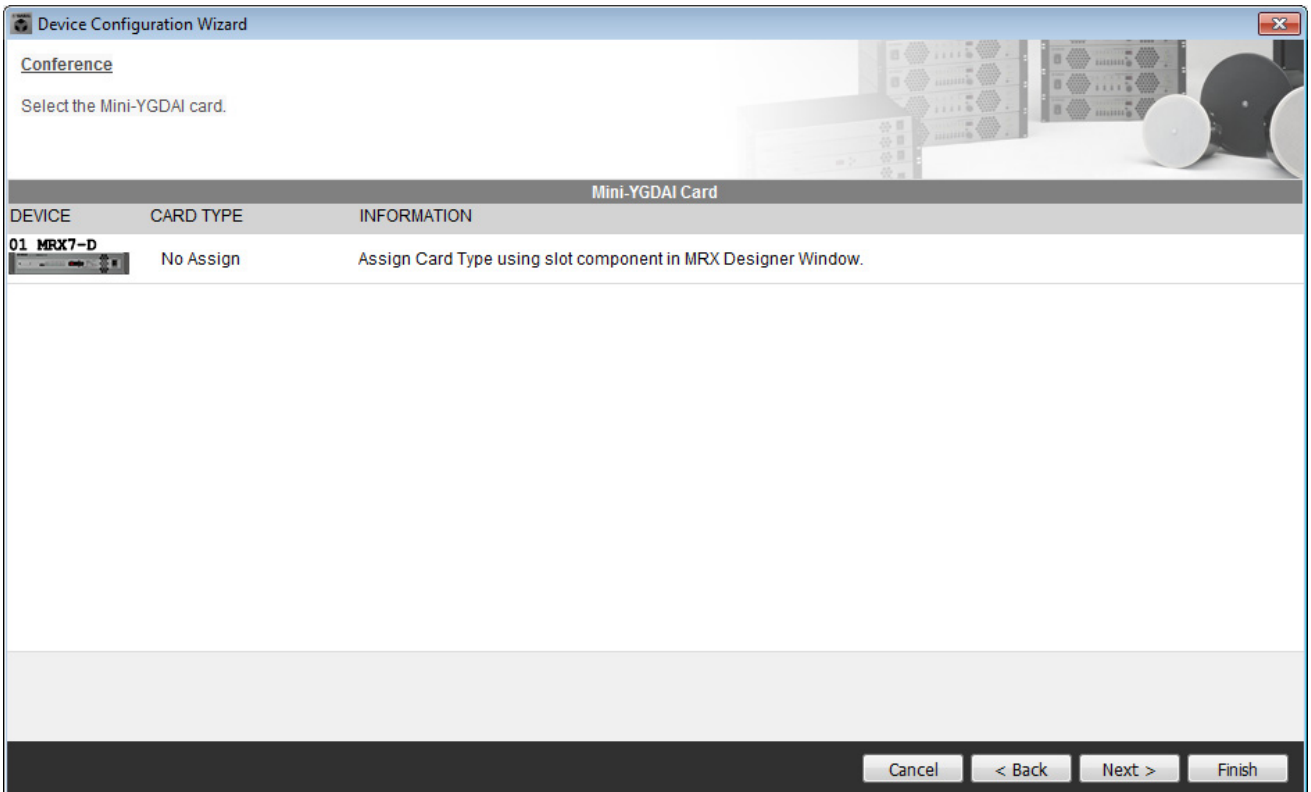 Device Configuration Wizard
Conference
Select the Mini-YGDAI card.
Mini-YGDAI Card
DEVICE CARD TYPE INFORMATION
01 MRX7-D
No Assign Assign Card Type using slot component in MRX Designer Window.
Cancel < Back Next > Finish